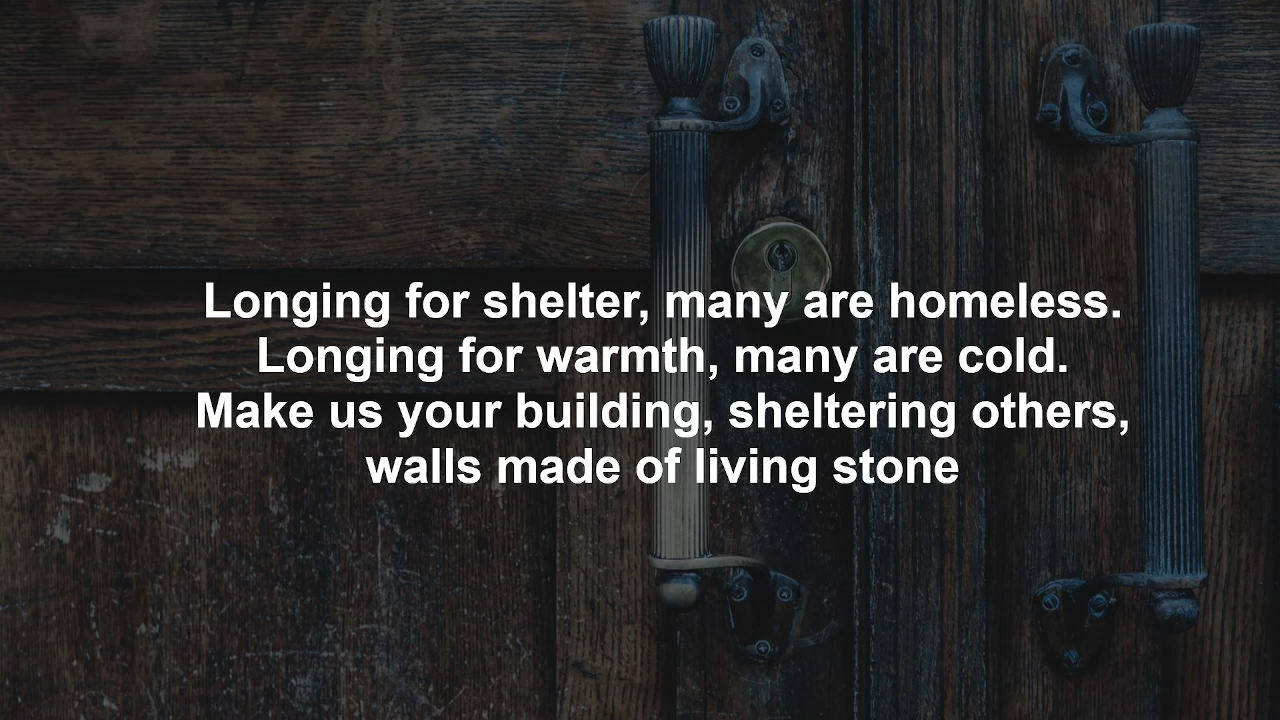 Longing for shelter, many are homeless.
Longing for warmth, many are cold.
Make us your building, sheltering others,
walls made of living stone